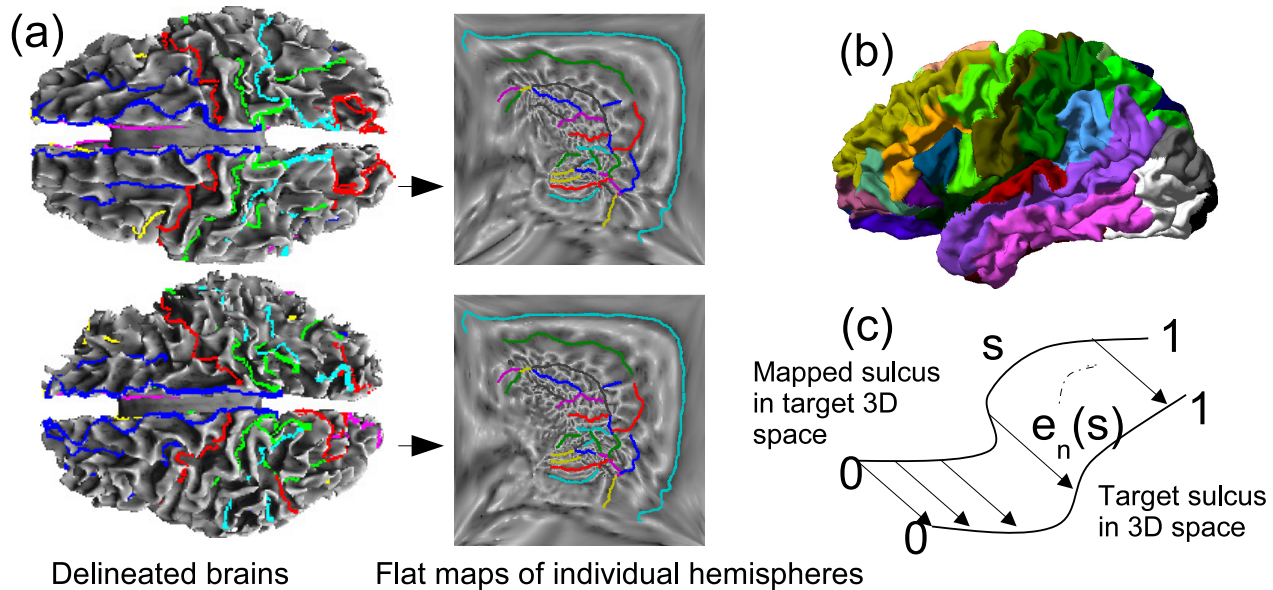 (a)
(b)
(c)
s
1
Mapped sulcus
in target 3D
space
1
eₙ(s)
0
Target sulcus
in 3D space
0
Delineated brains
Flat maps of individual hemispheres